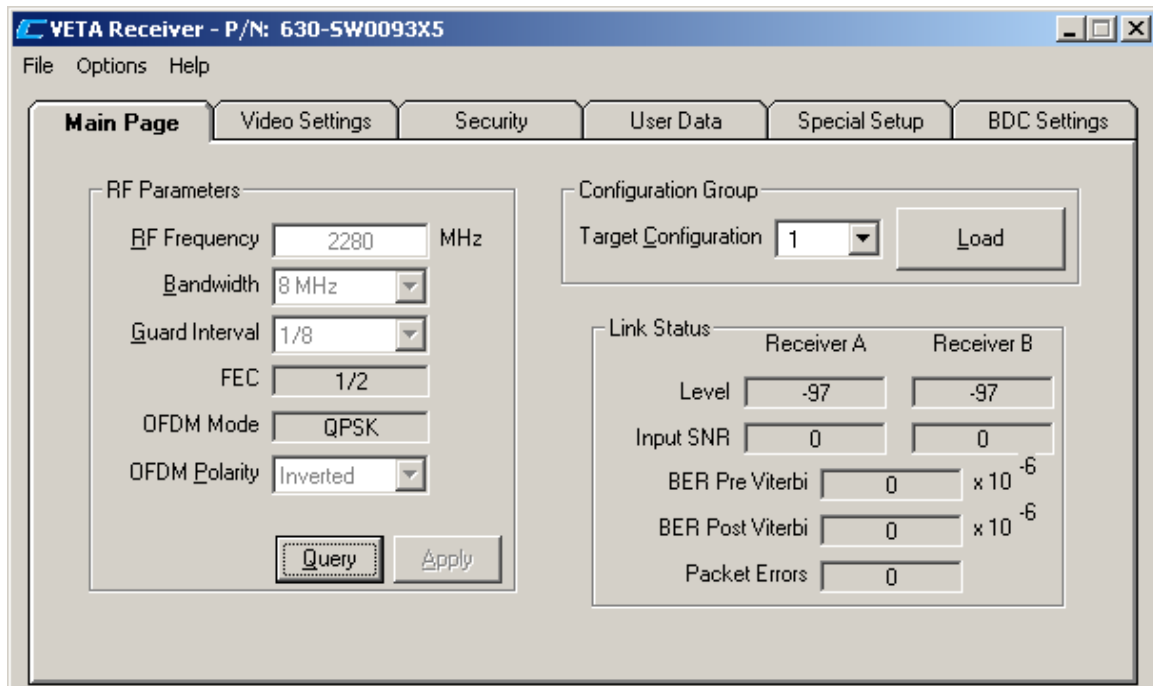 VETA Receiver - P/N: 630-SW0093X5
File Options Help
Main Page Video Settings Security User Data Special Setup BDC Settings
RF Parameters
RF Frequency 2280 MHz
Bandwidth 8 MHz
Guard Interval 1/8
FEC 1/2
OFDM Mode QPSK
OFDM Polarity Inverted
Query Apply
Configuration Group
Target Configuration 1 Load
Link Status
Receiver A Receiver B
Level -97 -97
Input SNR 0 0
BER Pre Viterbi 0 x 10 -6
BER Post Viterbi 0 x 10 -6
Packet Errors 0